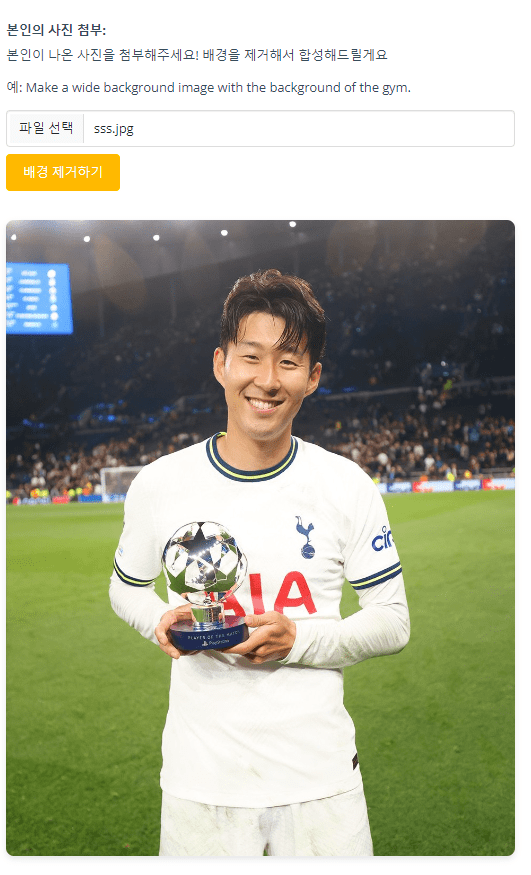 본인의 사진 첨부:
본인이 나온 사진을 첨부해주세요! 배경을 제거해서 합성해드릴게요
예: Make a wide background image with the background of the gym.
파일 선택 sss.jpg
배경 제거하기
cin
AIA
PLAYER OF THE MATCH
PlayStation